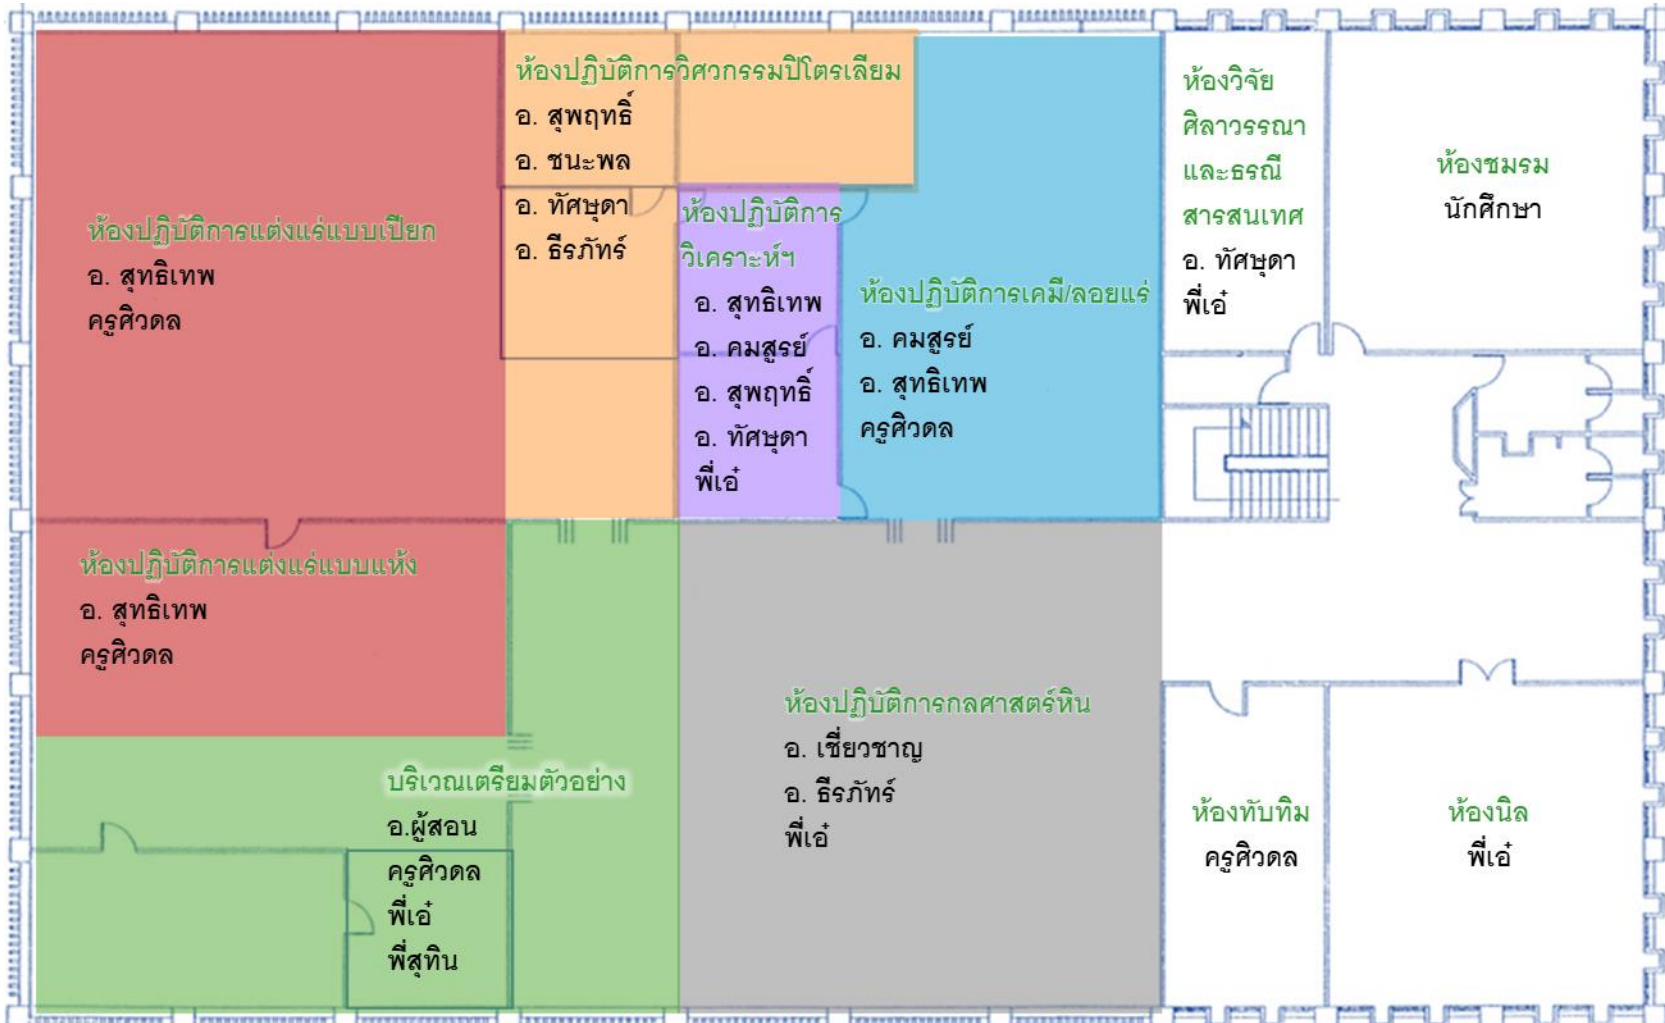 ห้องปฏิบัติการวิศวกรรมปิโตรเลียม
อ. สุพฤทธิ์
อ. ชนะพล
อ. ทัศษุดา
อ. ธีรภัทร์
ห้องวิจัย
ศิลาวรรณา
และธรณี
สารสนเทศ
อ. ทัศษุดา
พี่เอ๋
ห้องชมรม
นักศึกษา
ห้องปฏิบัติการแต่งแร่แบบเปียก
อ. สุทธิเทพ
ครูศิวดล
ห้องปฏิบัติการ
วิเคราะห์ฯ
อ. สุทธิเทพ
อ. คมสูรย์
อ. สุพฤทธิ์
อ. ทัศษุดา
พี่เอ๋
ห้องปฏิบัติการเคมี/ลอยแร่
อ. คมสูรย์
อ. สุทธิเทพ
ครูศิวดล
ห้องปฏิบัติการแต่งแร่แบบแห้ง
อ. สุทธิเทพ
ครูศิวดล
ห้องปฏิบัติการกลศาสตร์หิน
อ. เชี่ยวชาญ
อ. ธีรภัทร์
พี่เอ๋
บริเวณเตรียมตัวอย่าง
อ.ผู้สอน
ครูศิวดล
พี่เอ๋
พี่สุทิน
ห้องทับทิม
ครูศิวดล
ห้องนิล
พี่เอ๋